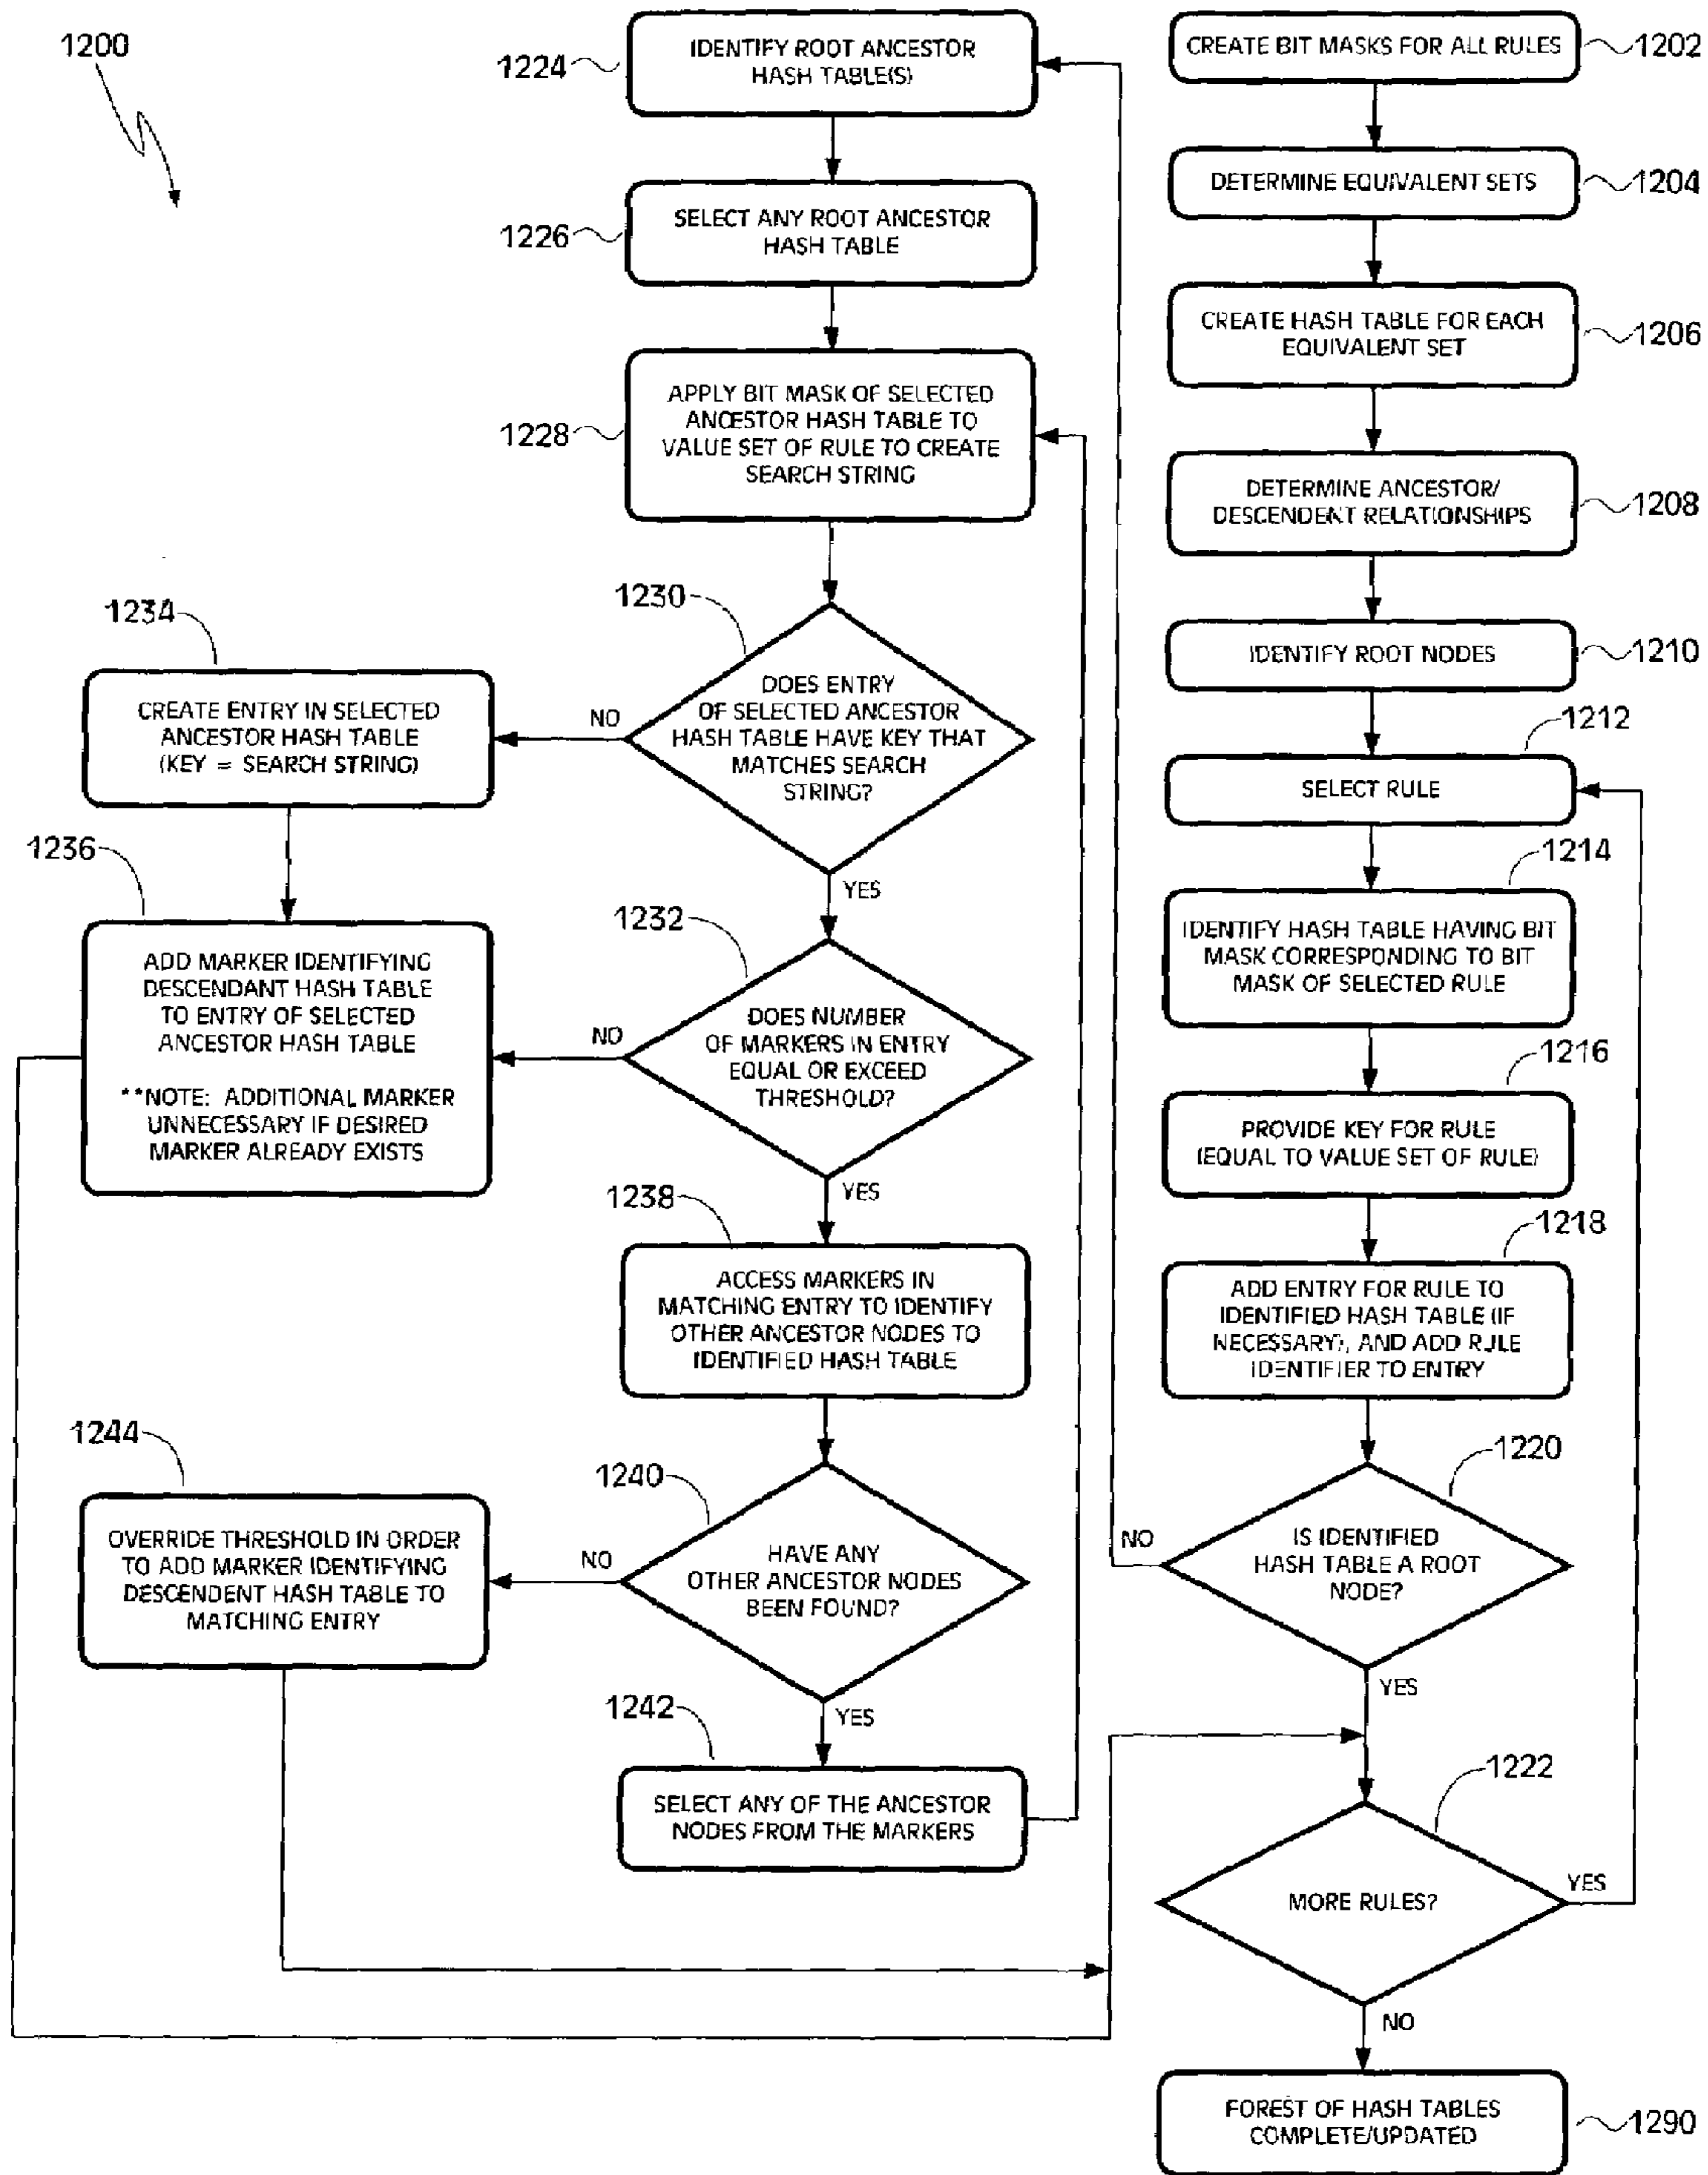 1200
IDENTIFY ROOT ANCESTOR
HASH TABLE(S)
1224
SELECT ANY ROOT ANCESTOR
HASH TABLE
1226
APPLY BIT MASK OF SELECTED
ANCESTOR HASH TABLE TO
VALUE SET OF RULE TO CREATE
SEARCH STRING
1228
1230
DOES ENTRY
OF SELECTED ANCESTOR
HASH TABLE HAVE KEY THAT
MATCHES SEARCH
STRING?
NO
YES
1234
CREATE ENTRY IN SELECTED
ANCESTOR HASH TABLE
(KEY = SEARCH STRING)
1236
ADD MARKER IDENTIFYING
DESCENDANT HASH TABLE
TO ENTRY OF SELECTED
ANCESTOR HASH TABLE
**NOTE: ADDITIONAL MARKER
UNNECESSARY IF DESIRED
MARKER ALREADY EXISTS
1232
DOES NUMBER
OF MARKERS IN ENTRY
EQUAL OR EXCEED
THRESHOLD?
NO
YES
1238
ACCESS MARKERS IN
MATCHING ENTRY TO IDENTIFY
OTHER ANCESTOR NODES TO
IDENTIFIED HASH TABLE
1240
HAVE ANY
OTHER ANCESTOR NODES
BEEN FOUND?
NO
YES
1244
OVERRIDE THRESHOLD IN ORDER
TO ADD MARKER IDENTIFYING
DESCENDENT HASH TABLE TO
MATCHING ENTRY
1242
SELECT ANY OF THE ANCESTOR
NODES FROM THE MARKERS
CREATE BIT MASKS FOR ALL RULES
1202
DETERMINE EQUIVALENT SETS
1204
CREATE HASH TABLE FOR EACH
EQUIVALENT SET
1206
DETERMINE ANCESTOR/
DESCENDENT RELATIONSHIPS
1208
IDENTIFY ROOT NODES
1210
1212
SELECT RULE
1214
IDENTIFY HASH TABLE HAVING BIT
MASK CORRESPONDING TO BIT
MASK OF SELECTED RULE
1216
PROVIDE KEY FOR RULE
(EQUAL TO VALUE SET OF RULE)
1218
ADD ENTRY FOR RULE TO
IDENTIFIED HASH TABLE (IF
NECESSARY), AND ADD RULE
IDENTIFIER TO ENTRY
1220
IS IDENTIFIED
HASH TABLE A ROOT
NODE?
NO
YES
1222
MORE RULES?
YES
NO
FOREST OF HASH TABLES
COMPLETE/UPDATED
1290